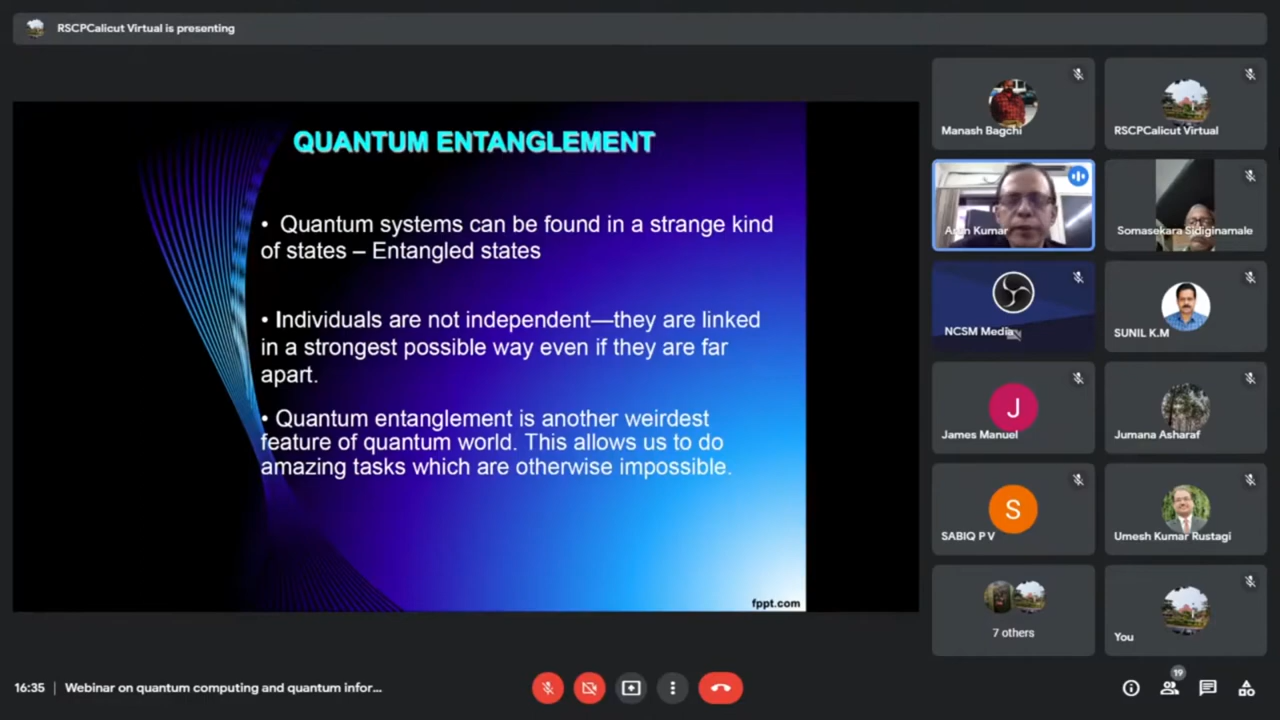 RSCPCalicut Virtual is presenting
QUANTUM ENTANGLEMENT
• Quantum systems can be found in a strange kind
of states – Entangled states
• Individuals are not independent—they are linked
in a strongest possible way even if they are far
apart.
• Quantum entanglement is another weirdest
feature of quantum world. This allows us to do
amazing tasks which are otherwise impossible.
fppt.com
Manash Bagchi
RSCPCalicut Virtual
Arun Kumar
Somasekara Sidiginamale
NCSM Media
SUNIL K.M
J
James Manuel
Jumana Asharaf
S
SABIQ P V
Umesh Kumar Rustagi
7 others
You
16:35 | Webinar on quantum computing and quantum infor...
19